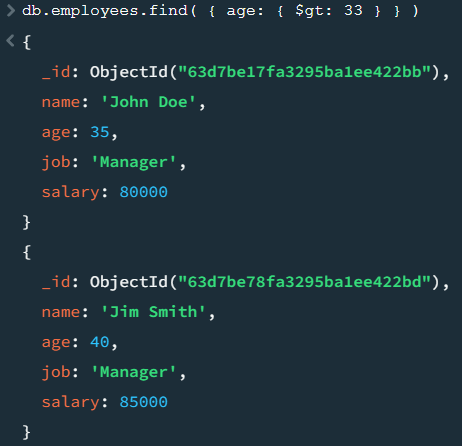 db.employees.find( { age: { $gt: 33 } } )
{
_id: ObjectId("63d7be17fa3295ba1ee422bb"),
name: 'John Doe',
age: 35,
job: 'Manager',
salary: 80000
}
{
_id: ObjectId("63d7be78fa3295ba1ee422bd"),
name: 'Jim Smith',
age: 40,
job: 'Manager',
salary: 85000
}